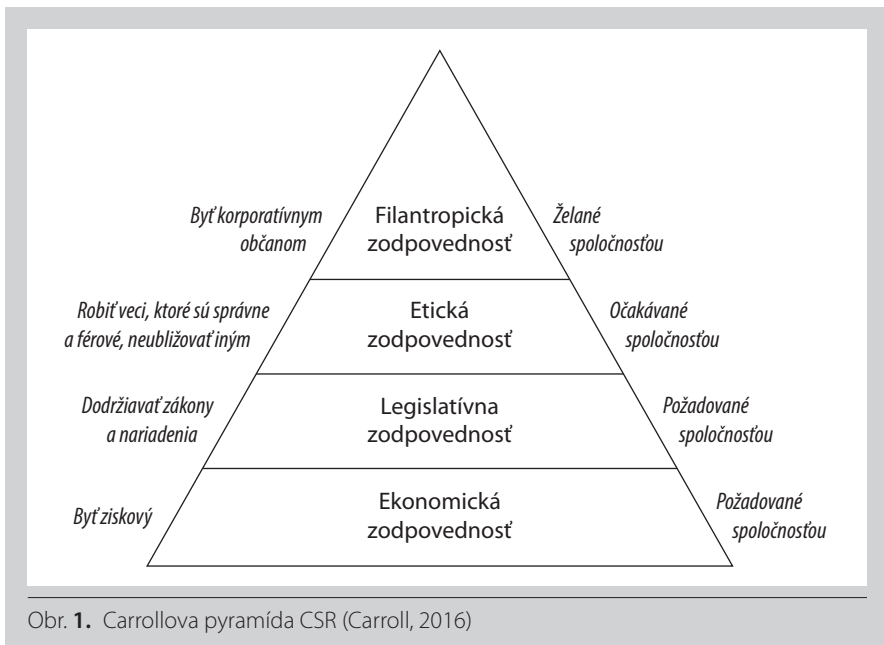 Byť korporatívnym
občanom
Filantropická
zodpovednosť
Želané
spoločnosťou
Robiť veci, ktoré sú správne
a férové, neubližovať iným
Etická
zodpovednosť
Očakávané
spoločnosťou
Dodržiavať zákony
a nariadenia
Legislatívna
zodpovednosť
Požadované
spoločnosťou
Byť ziskový
Ekonomická
zodpovednosť
Požadované
spoločnosťou
Obr. 1. Carrollova pyramída CSR (Carroll, 2016)